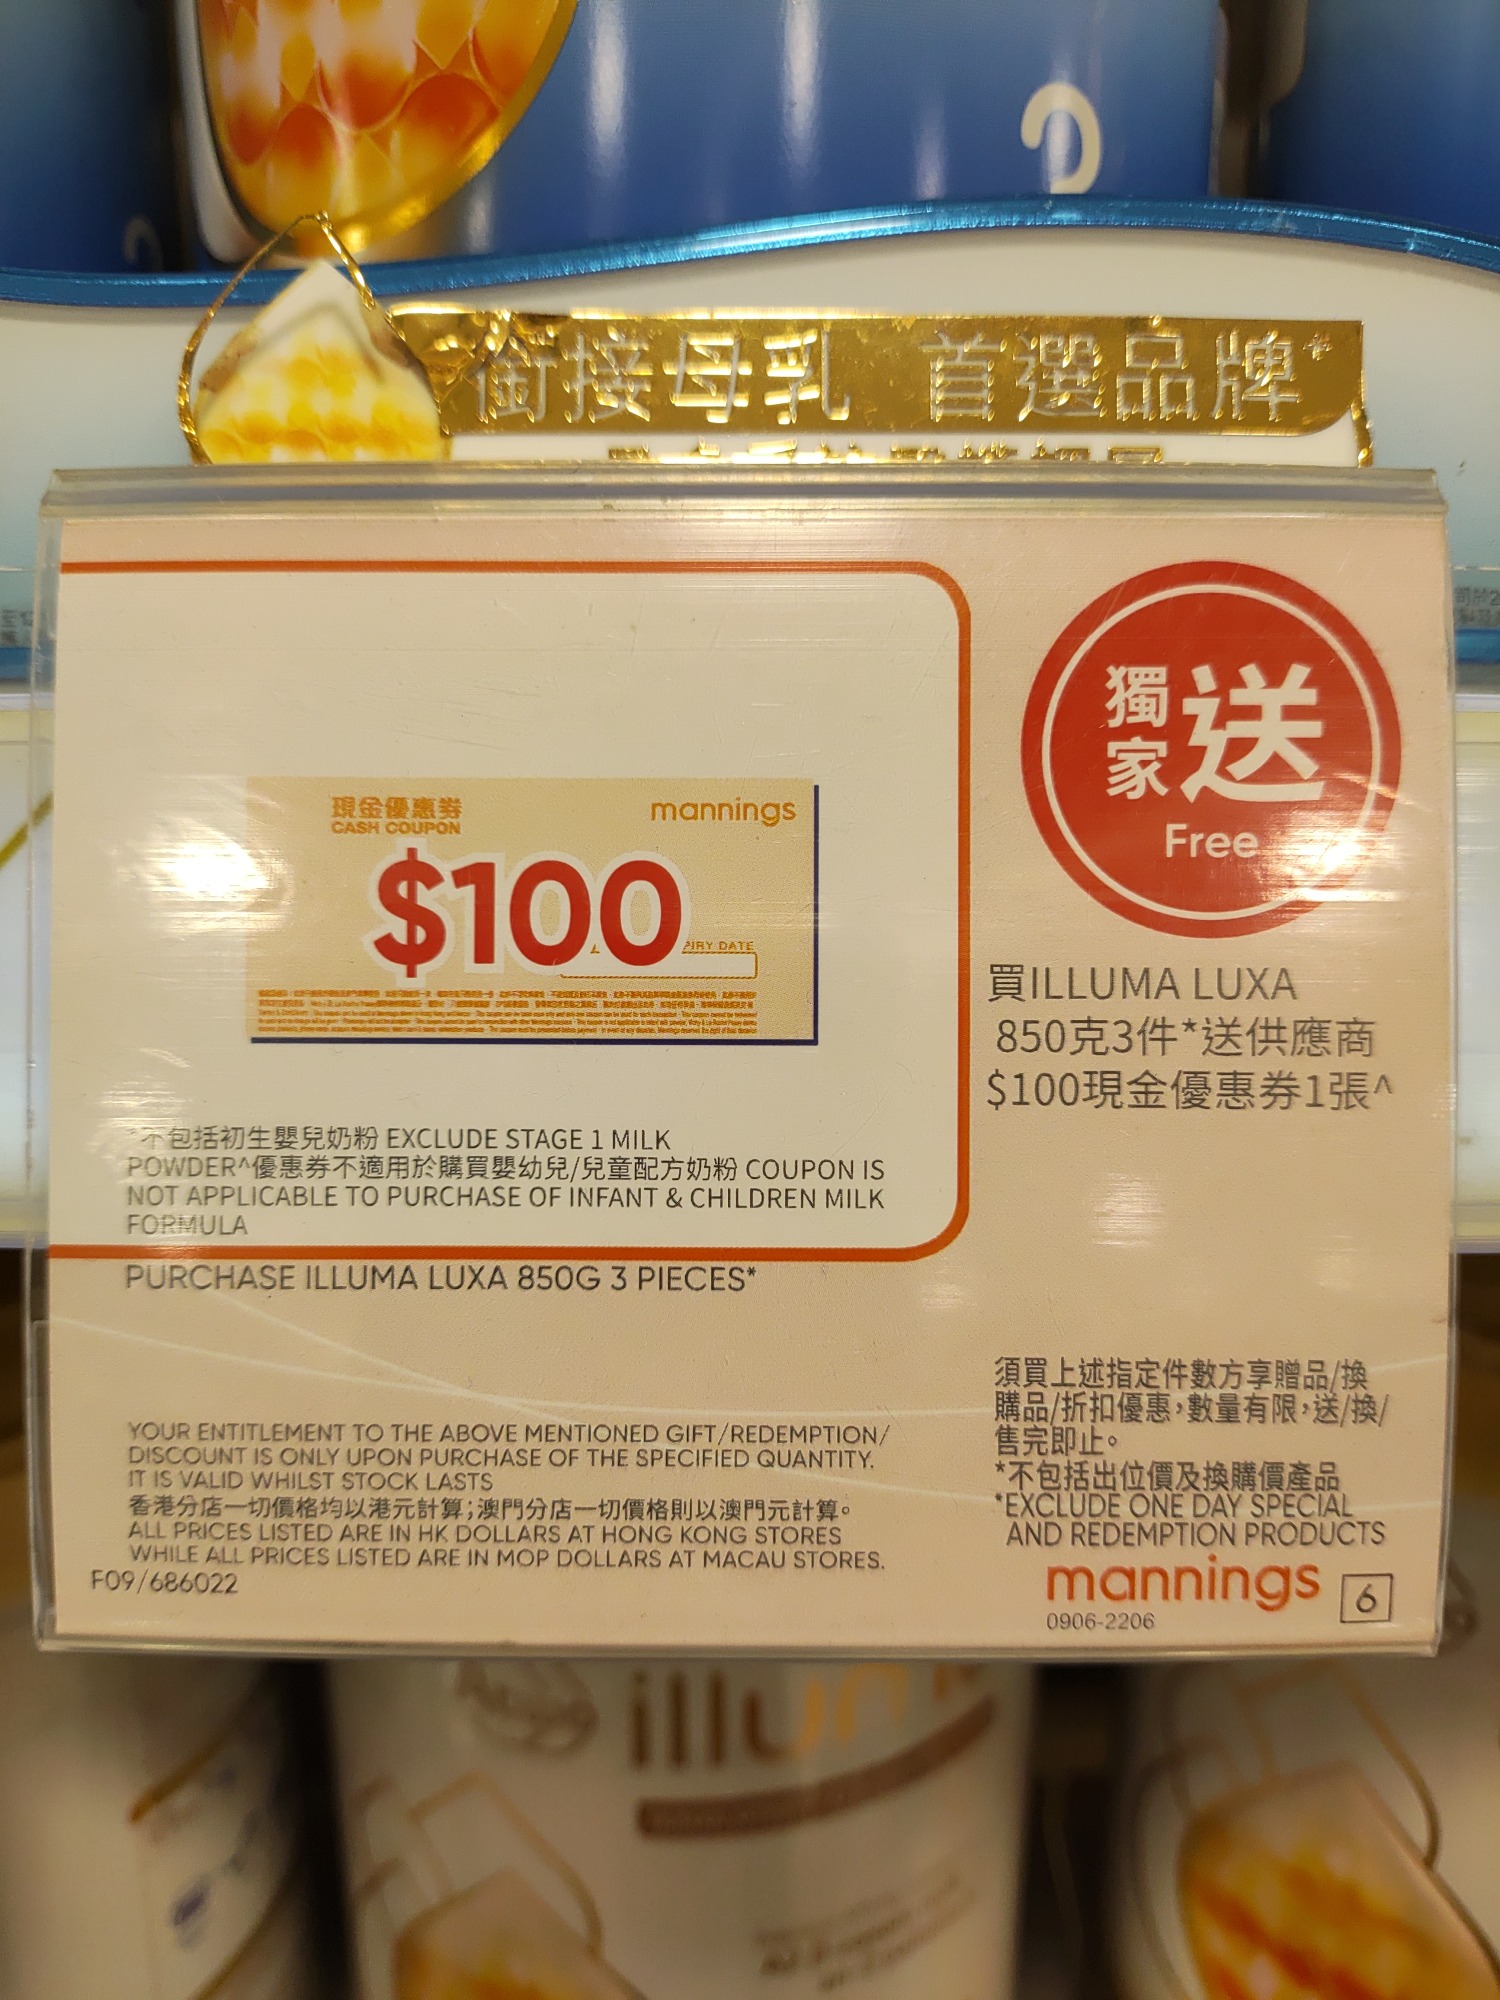 銜接母乳 首選品牌*
獨家 送
Free
現金優惠券
CASH COUPON
mannings
$100
PIRY DATE
買ILLUMA LUXA
850克3件*送供應商
$100現金優惠券1張^
*不包括初生嬰兒奶粉 EXCLUDE STAGE 1 MILK
POWDER^優惠券不適用於購買嬰幼兒/兒童配方奶粉 COUPON IS
NOT APPLICABLE TO PURCHASE OF INFANT & CHILDREN MILK
FORMULA
PURCHASE ILLUMA LUXA 850G 3 PIECES*
YOUR ENTITLEMENT TO THE ABOVE MENTIONED GIFT/REDEMPTION/
DISCOUNT IS ONLY UPON PURCHASE OF THE SPECIFIED QUANTITY.
IT IS VALID WHILST STOCK LASTS
香港分店一切價格均以港元計算;澳門分店一切價格則以澳門元計算。
ALL PRICES LISTED ARE IN HK DOLLARS AT HONG KONG STORES
WHILE ALL PRICES LISTED ARE IN MOP DOLLARS AT MACAU STORES.
F09/686022
須買上述指定件數方享贈品/換
購品/折扣優惠,數量有限,送/換/
售完即止。
*不包括出位價及換購價產品
*EXCLUDE ONE DAY SPECIAL
AND REDEMPTION PRODUCTS
mannings
6
0906-2206
illu